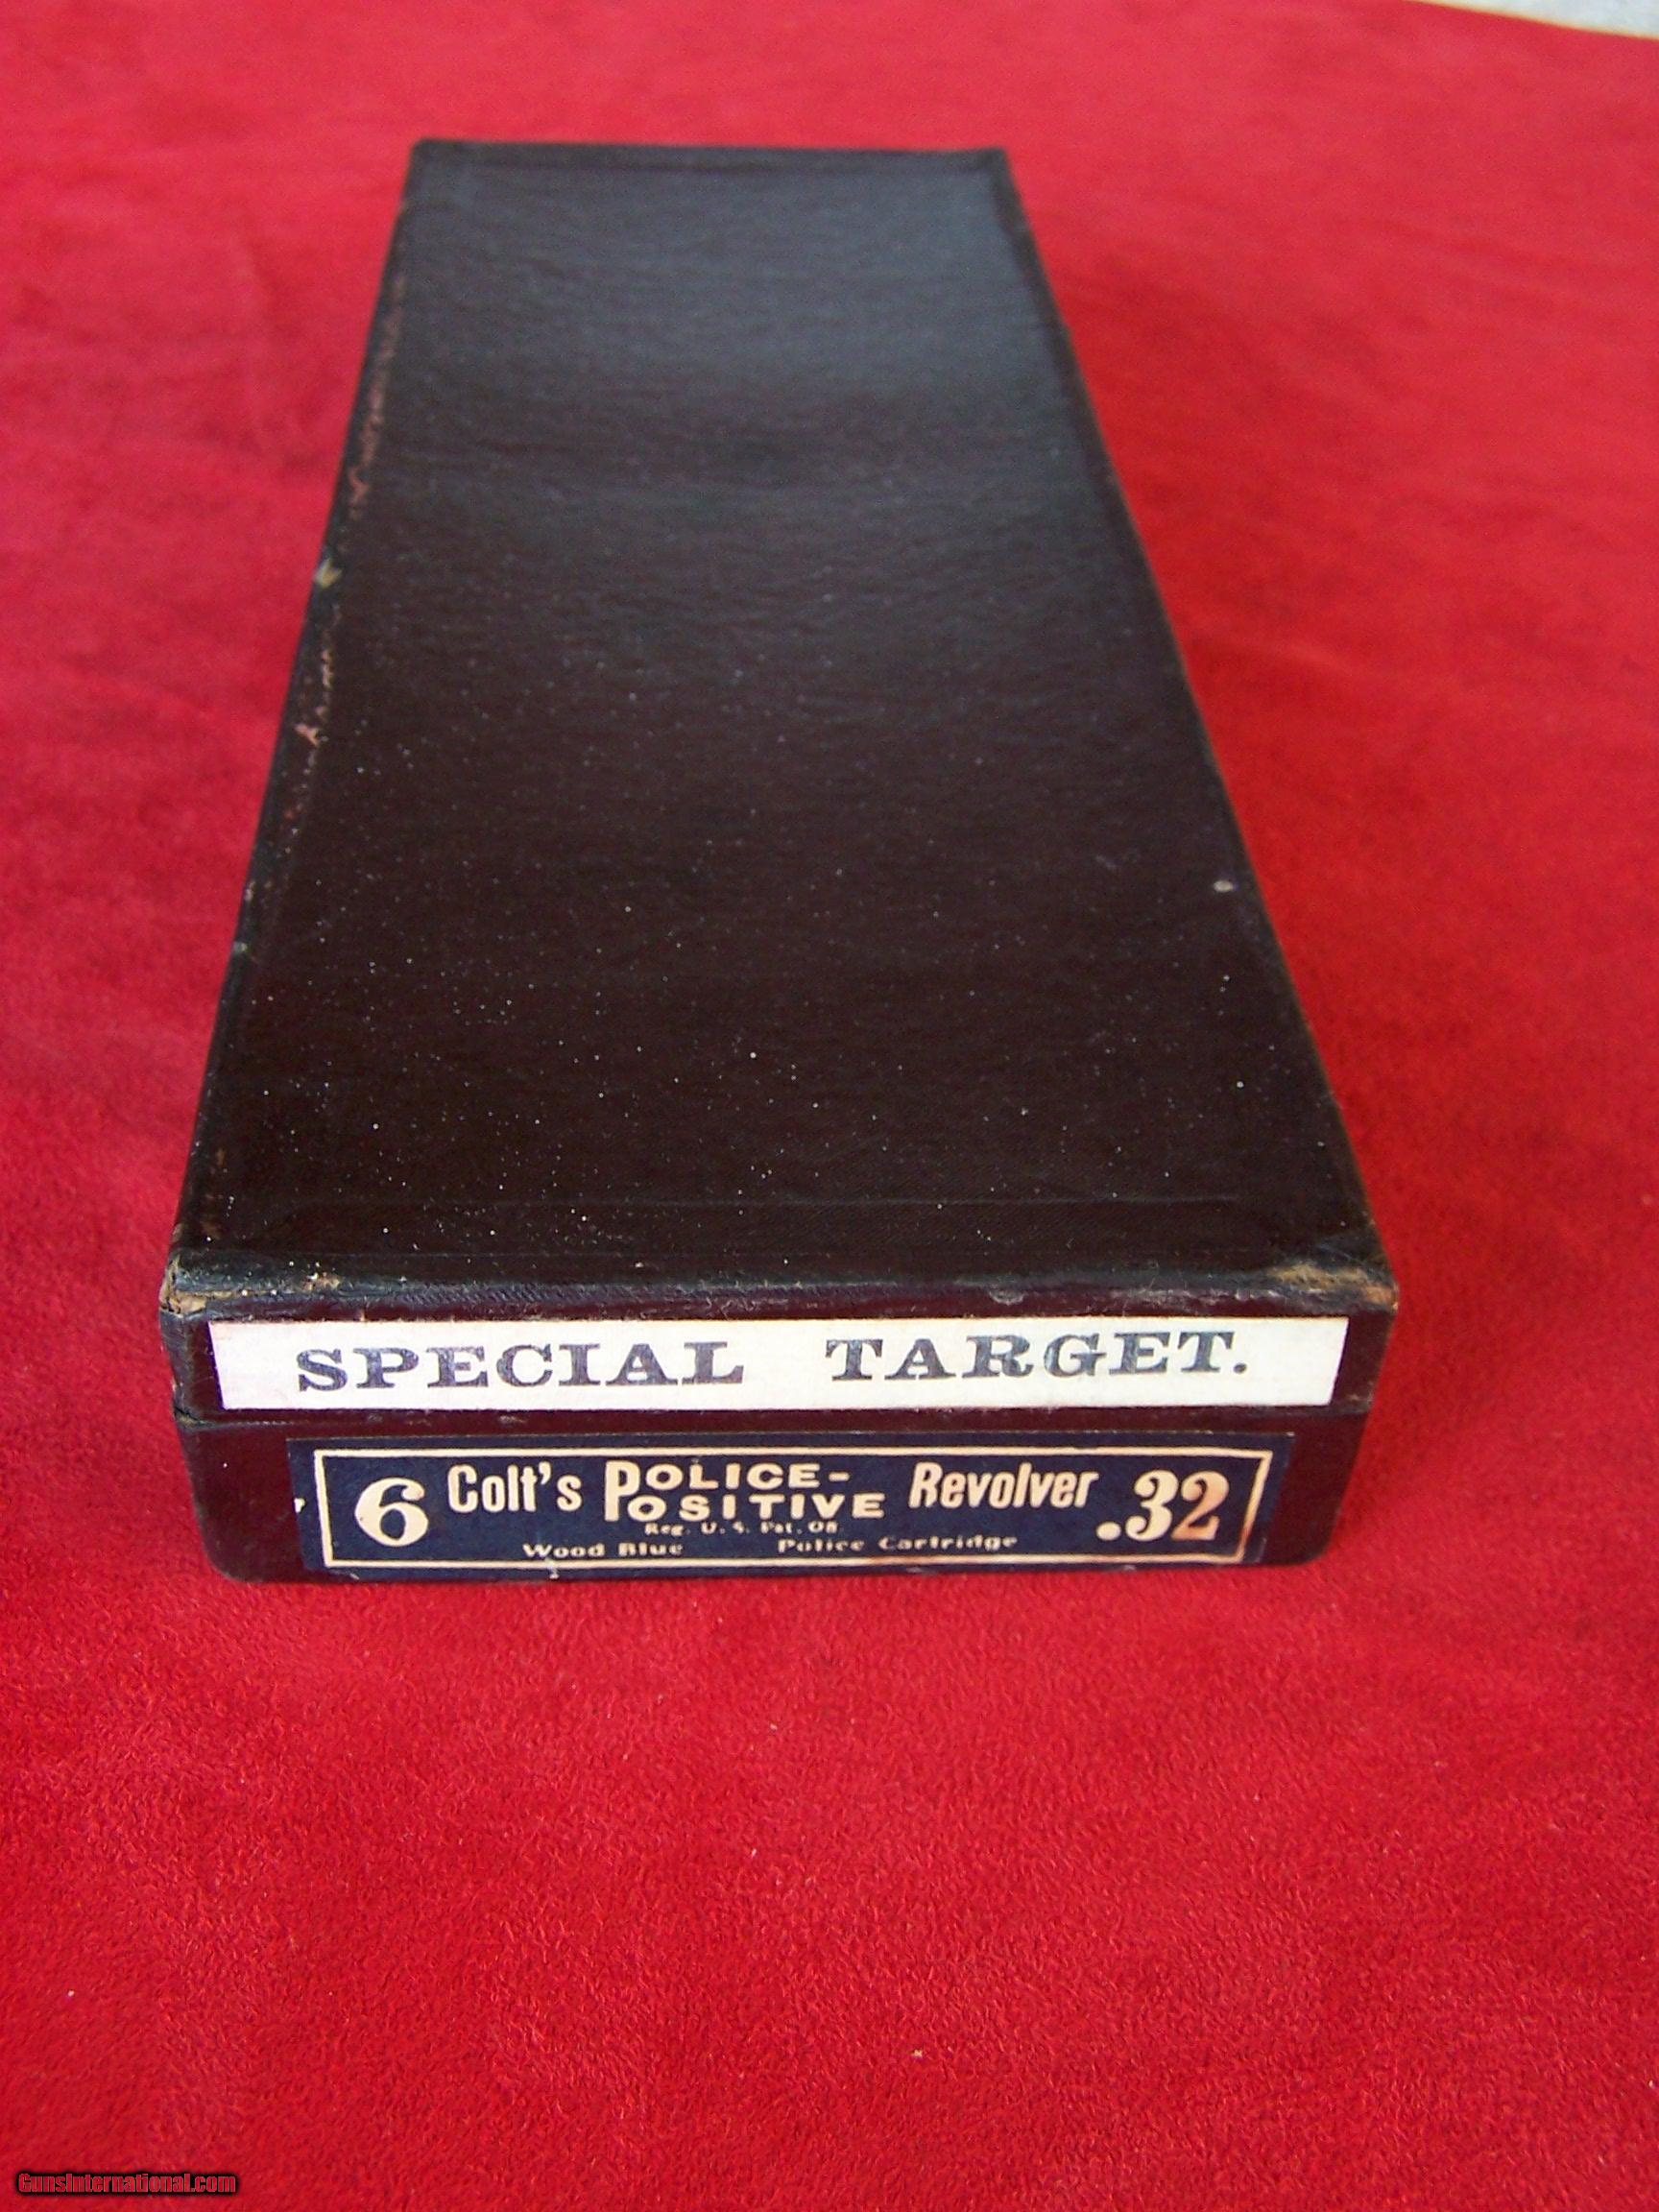 SPECIAL TARGET.
6 Colt's POLICE-POSITIVE Revolver .32
Reg. U. S. Pat. Off.
Wood Blue Police Cartridge
GunsInternational.com